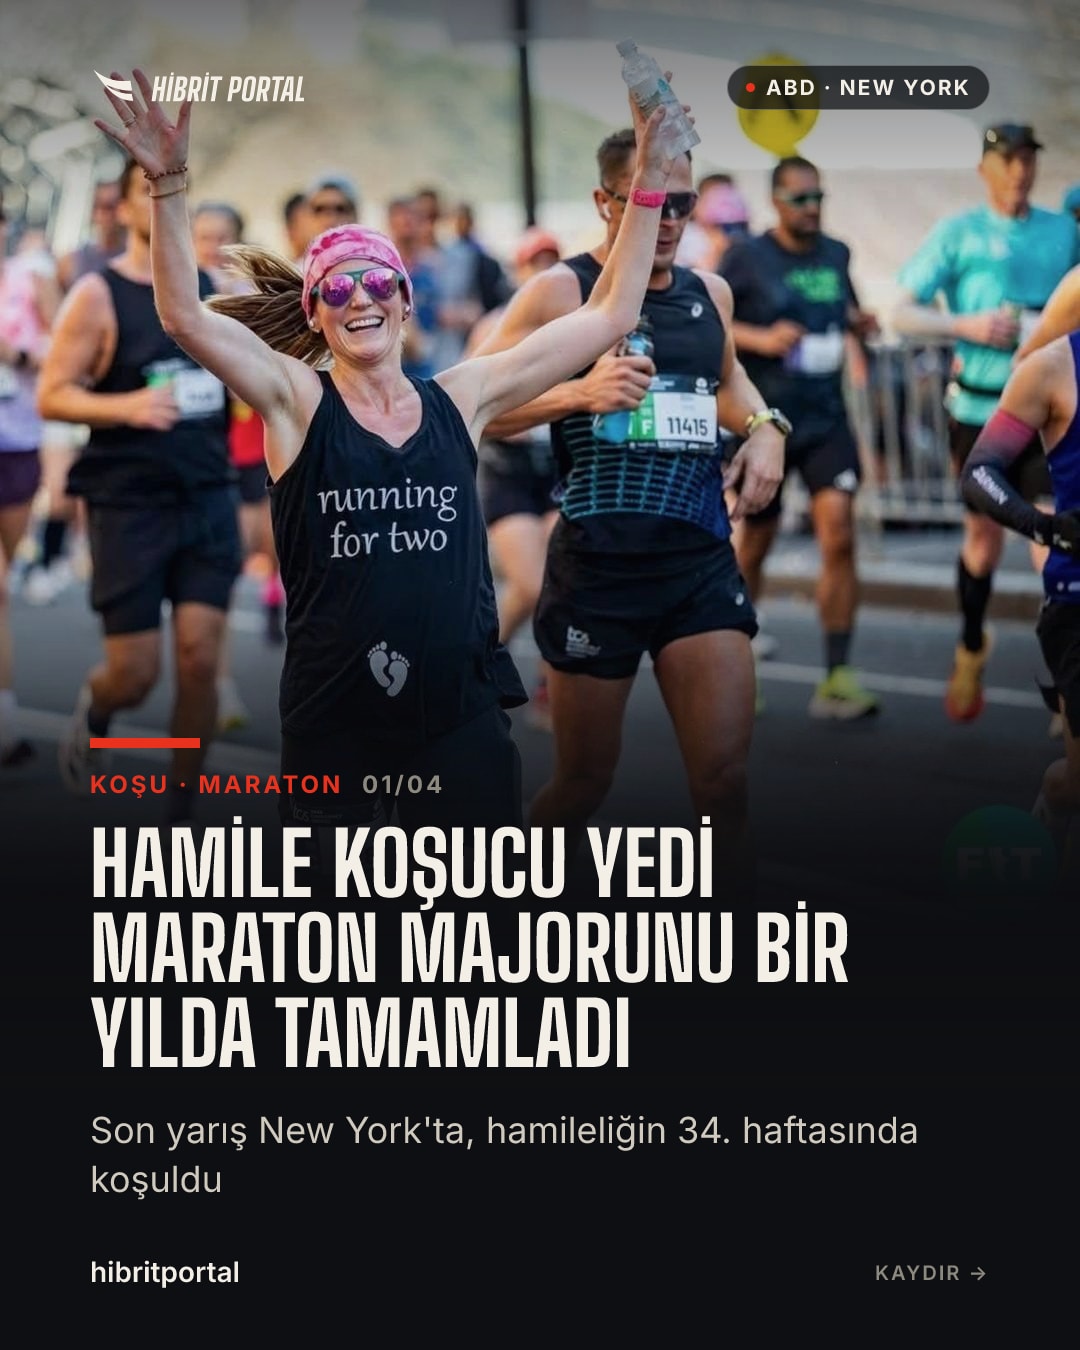 HİBRİT PORTAL
ABD · NEW YORK
11415
F
running
for two
tcs
KOŞU · MARATON 01/04
HAMİLE KOŞUCU YEDİ
MARATON MAJORUNU BİR
YILDA TAMAMLADI
Son yarış New York'ta, hamileliğin 34. haftasında
koşuldu
hibritportal
KAYDIR →